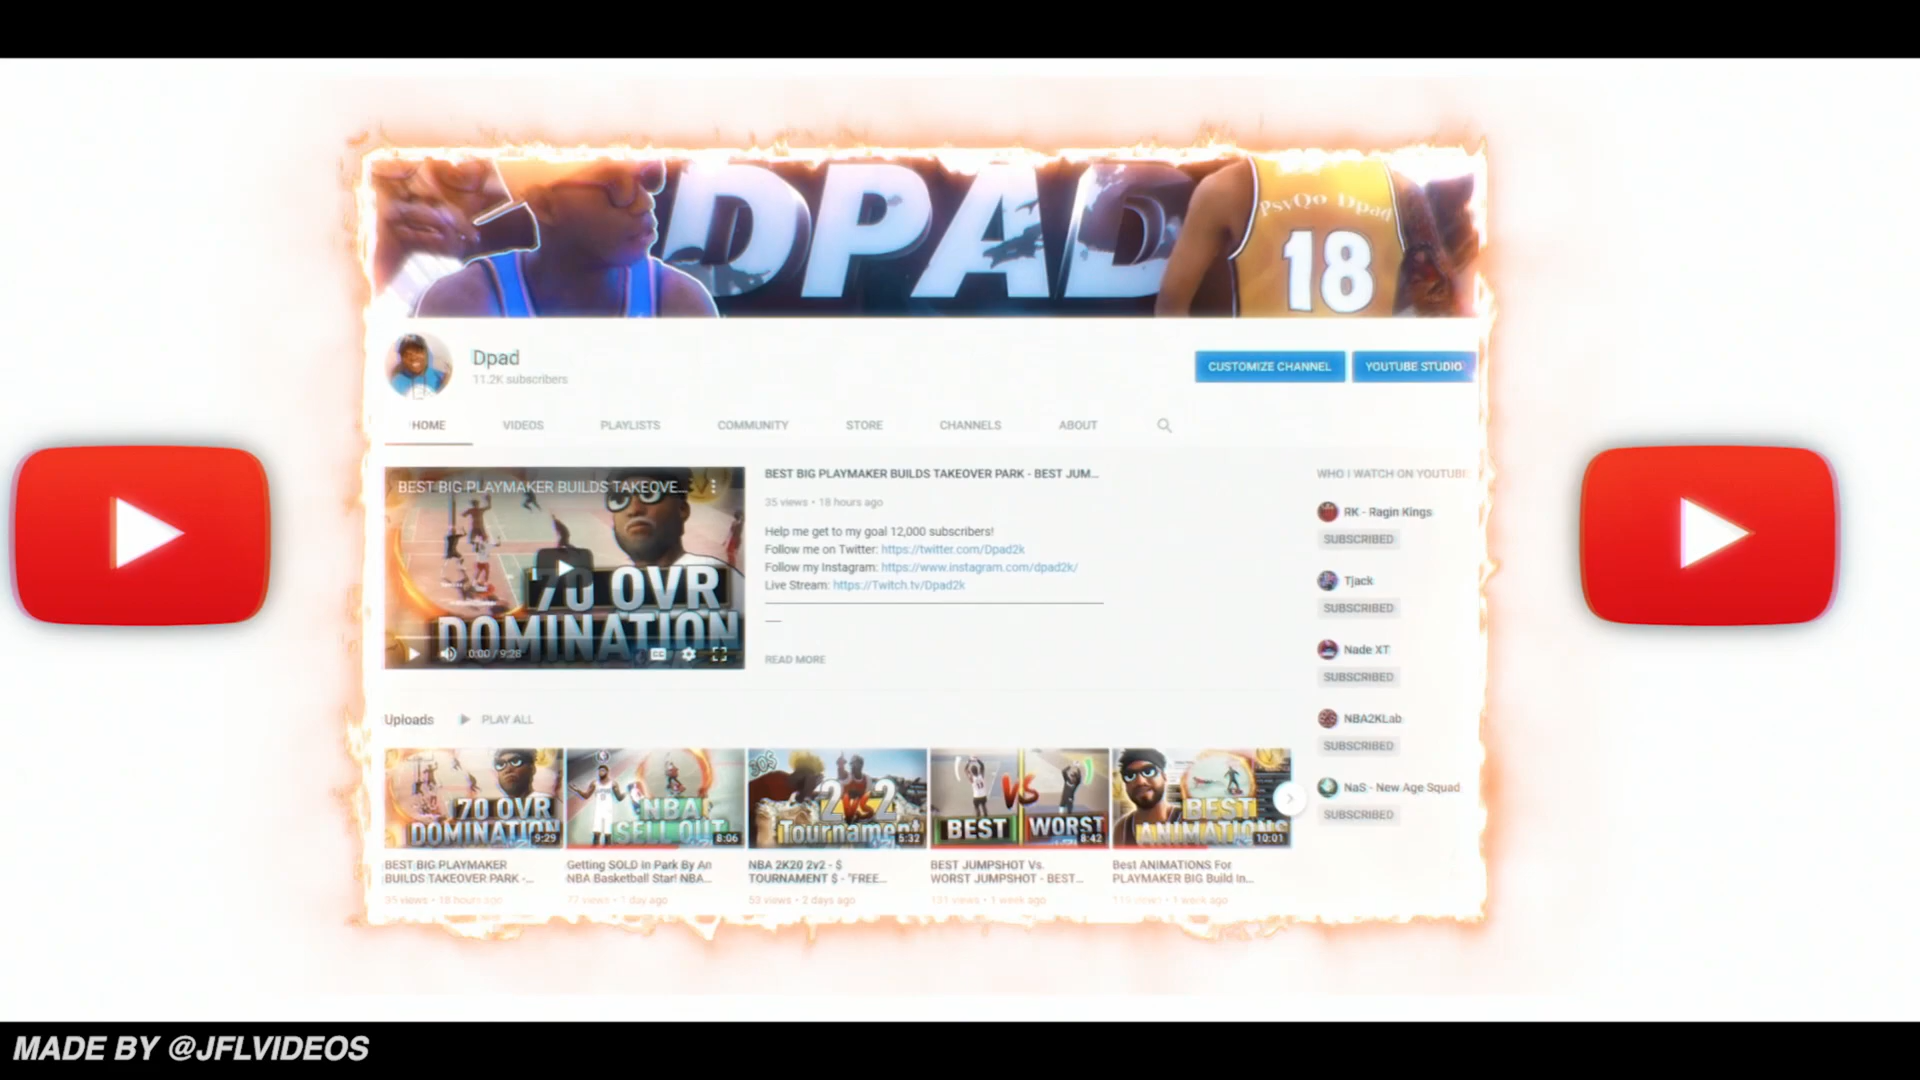 DPAD
PsyQo Dpad
18
Dpad
11.2K subscribers
CUSTOMIZE CHANNEL
YOUTUBE STUDIO
HOME
VIDEOS
PLAYLISTS
COMMUNITY
STORE
CHANNELS
ABOUT
BEST BIG PLAYMAKER BUILDS TAKEOVE...
70 OVR
DOMINATION
0:00 / 9:28
BEST BIG PLAYMAKER BUILDS TAKEOVER PARK - BEST JUM...
35 views • 18 hours ago
Help me get to my goal 12,000 subscribers!
Follow me on Twitter: https://twitter.com/Dpad2k
Follow my Instagram: https://www.instagram.com/dpad2k/
Live Stream: https://Twitch.tv/Dpad2k
READ MORE
WHO I WATCH ON YOUTUBE
RK - Ragin Kings
SUBSCRIBED
Tjack
SUBSCRIBED
Nade XT
SUBSCRIBED
NBA2KLab
SUBSCRIBED
NaS - New Age Squad
SUBSCRIBED
Uploads
PLAY ALL
70 OVR
DOMINATION
9:29
BEST BIG PLAYMAKER
BUILDS TAKEOVER PARK -...
35 views • 18 hours ago
NBA
SELL OUT
8:06
Getting SOLD In Park By An
NBA Basketball Star! NBA...
77 views • 1 day ago
2 VS 2
Tournament
5:32
NBA 2K20 2v2 - $
TOURNAMENT $ - "FREE...
53 views • 2 days ago
VS
BEST
WORST
8:42
BEST JUMPSHOT Vs.
WORST JUMPSHOT - BEST...
131 views • 1 week ago
BEST
ANIMATIONS
10:01
Best ANIMATIONS For
PLAYMAKER BIG Build In...
views • 1 week ago
MADE BY @JFLVIDEOS